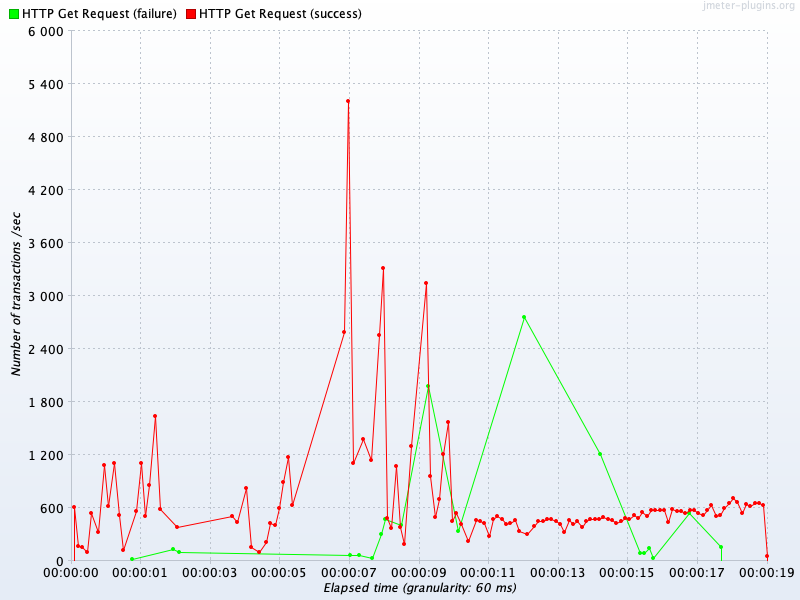 jmeter-plugins.org
HTTP Get Request (failure) HTTP Get Request (success)
6 000
5 400
4 800
4 200
3 600
3 000
2 400
1 800
1 200
600
0
Number of transactions /sec
00:00:00 00:00:01 00:00:03 00:00:05 00:00:07 00:00:09 00:00:11 00:00:13 00:00:15 00:00:17 00:00:19
Elapsed time (granularity: 60 ms)